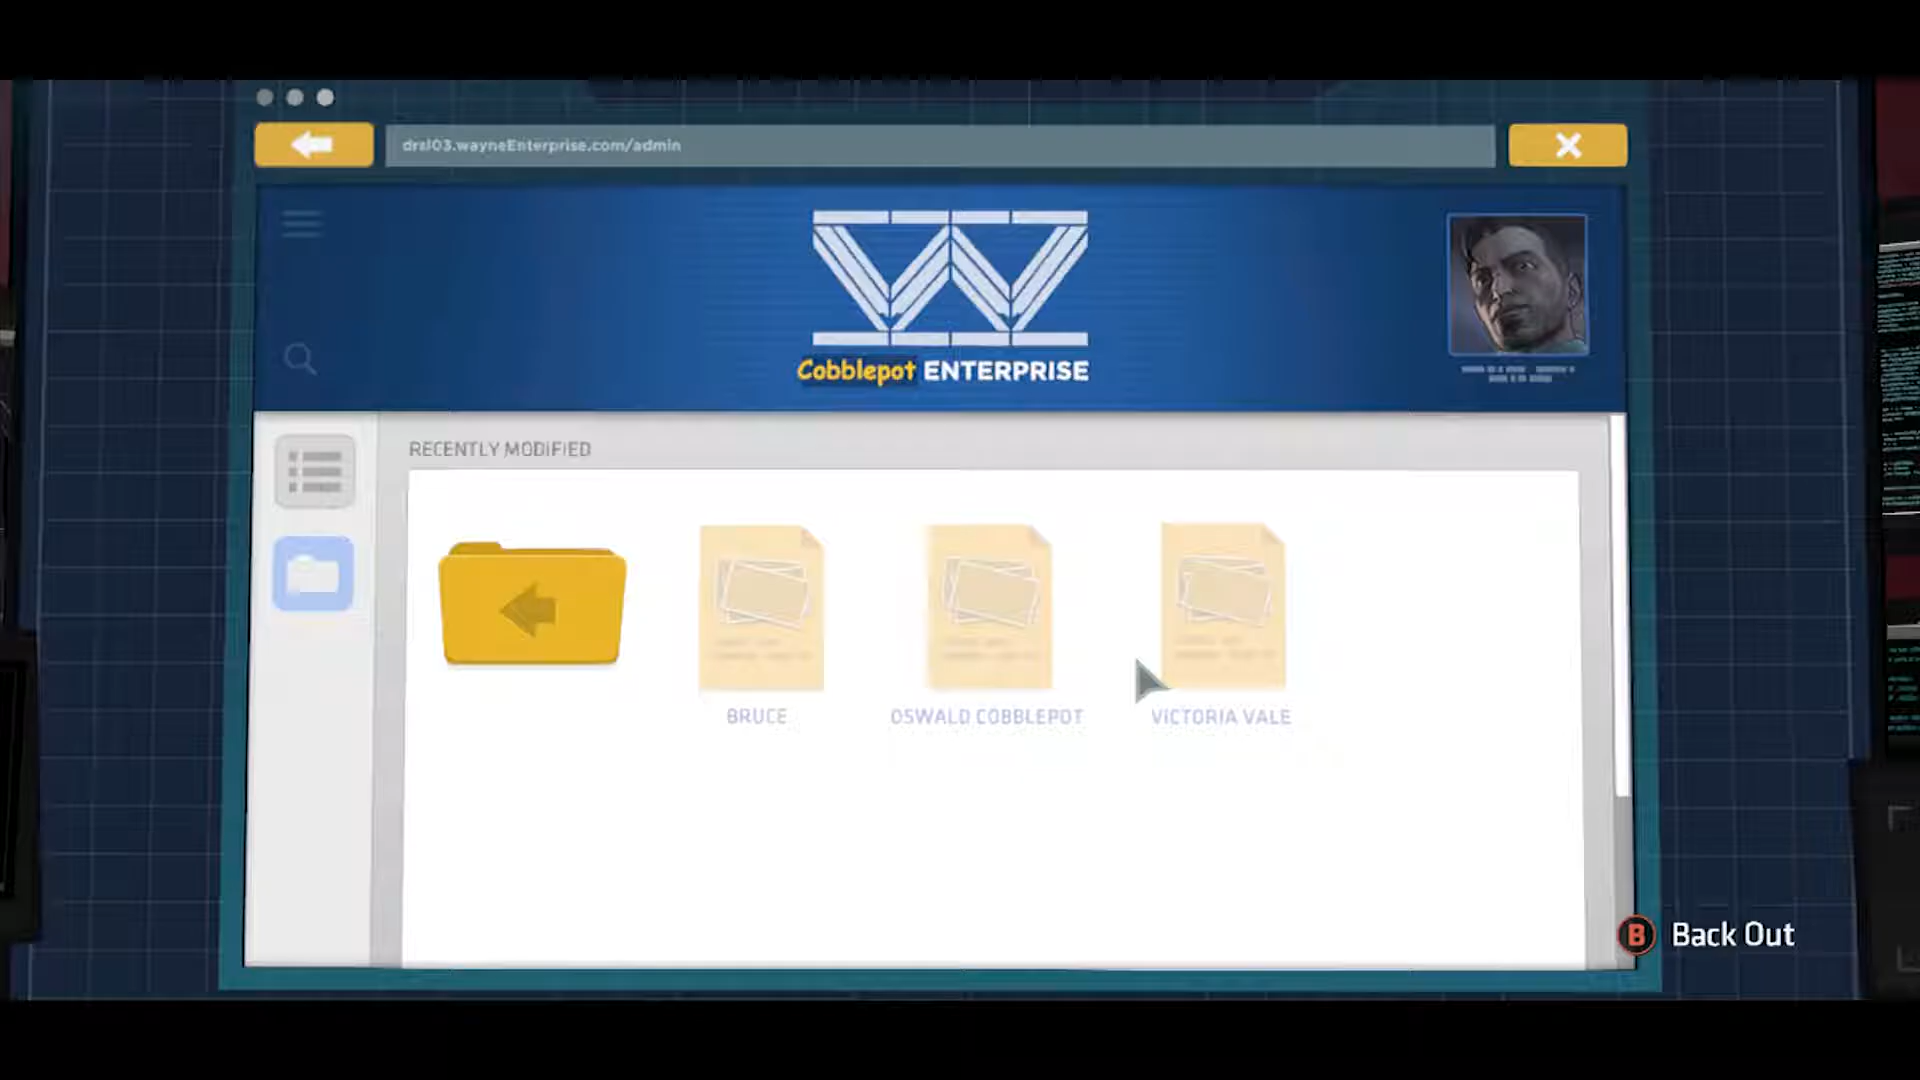 drsl03.wayneEnterprise.com/admin
Cobblepot ENTERPRISE
RECENTLY MODIFIED
BRUCE
OSWALD COBBLEPOT
VICTORIA VALE
B Back Out